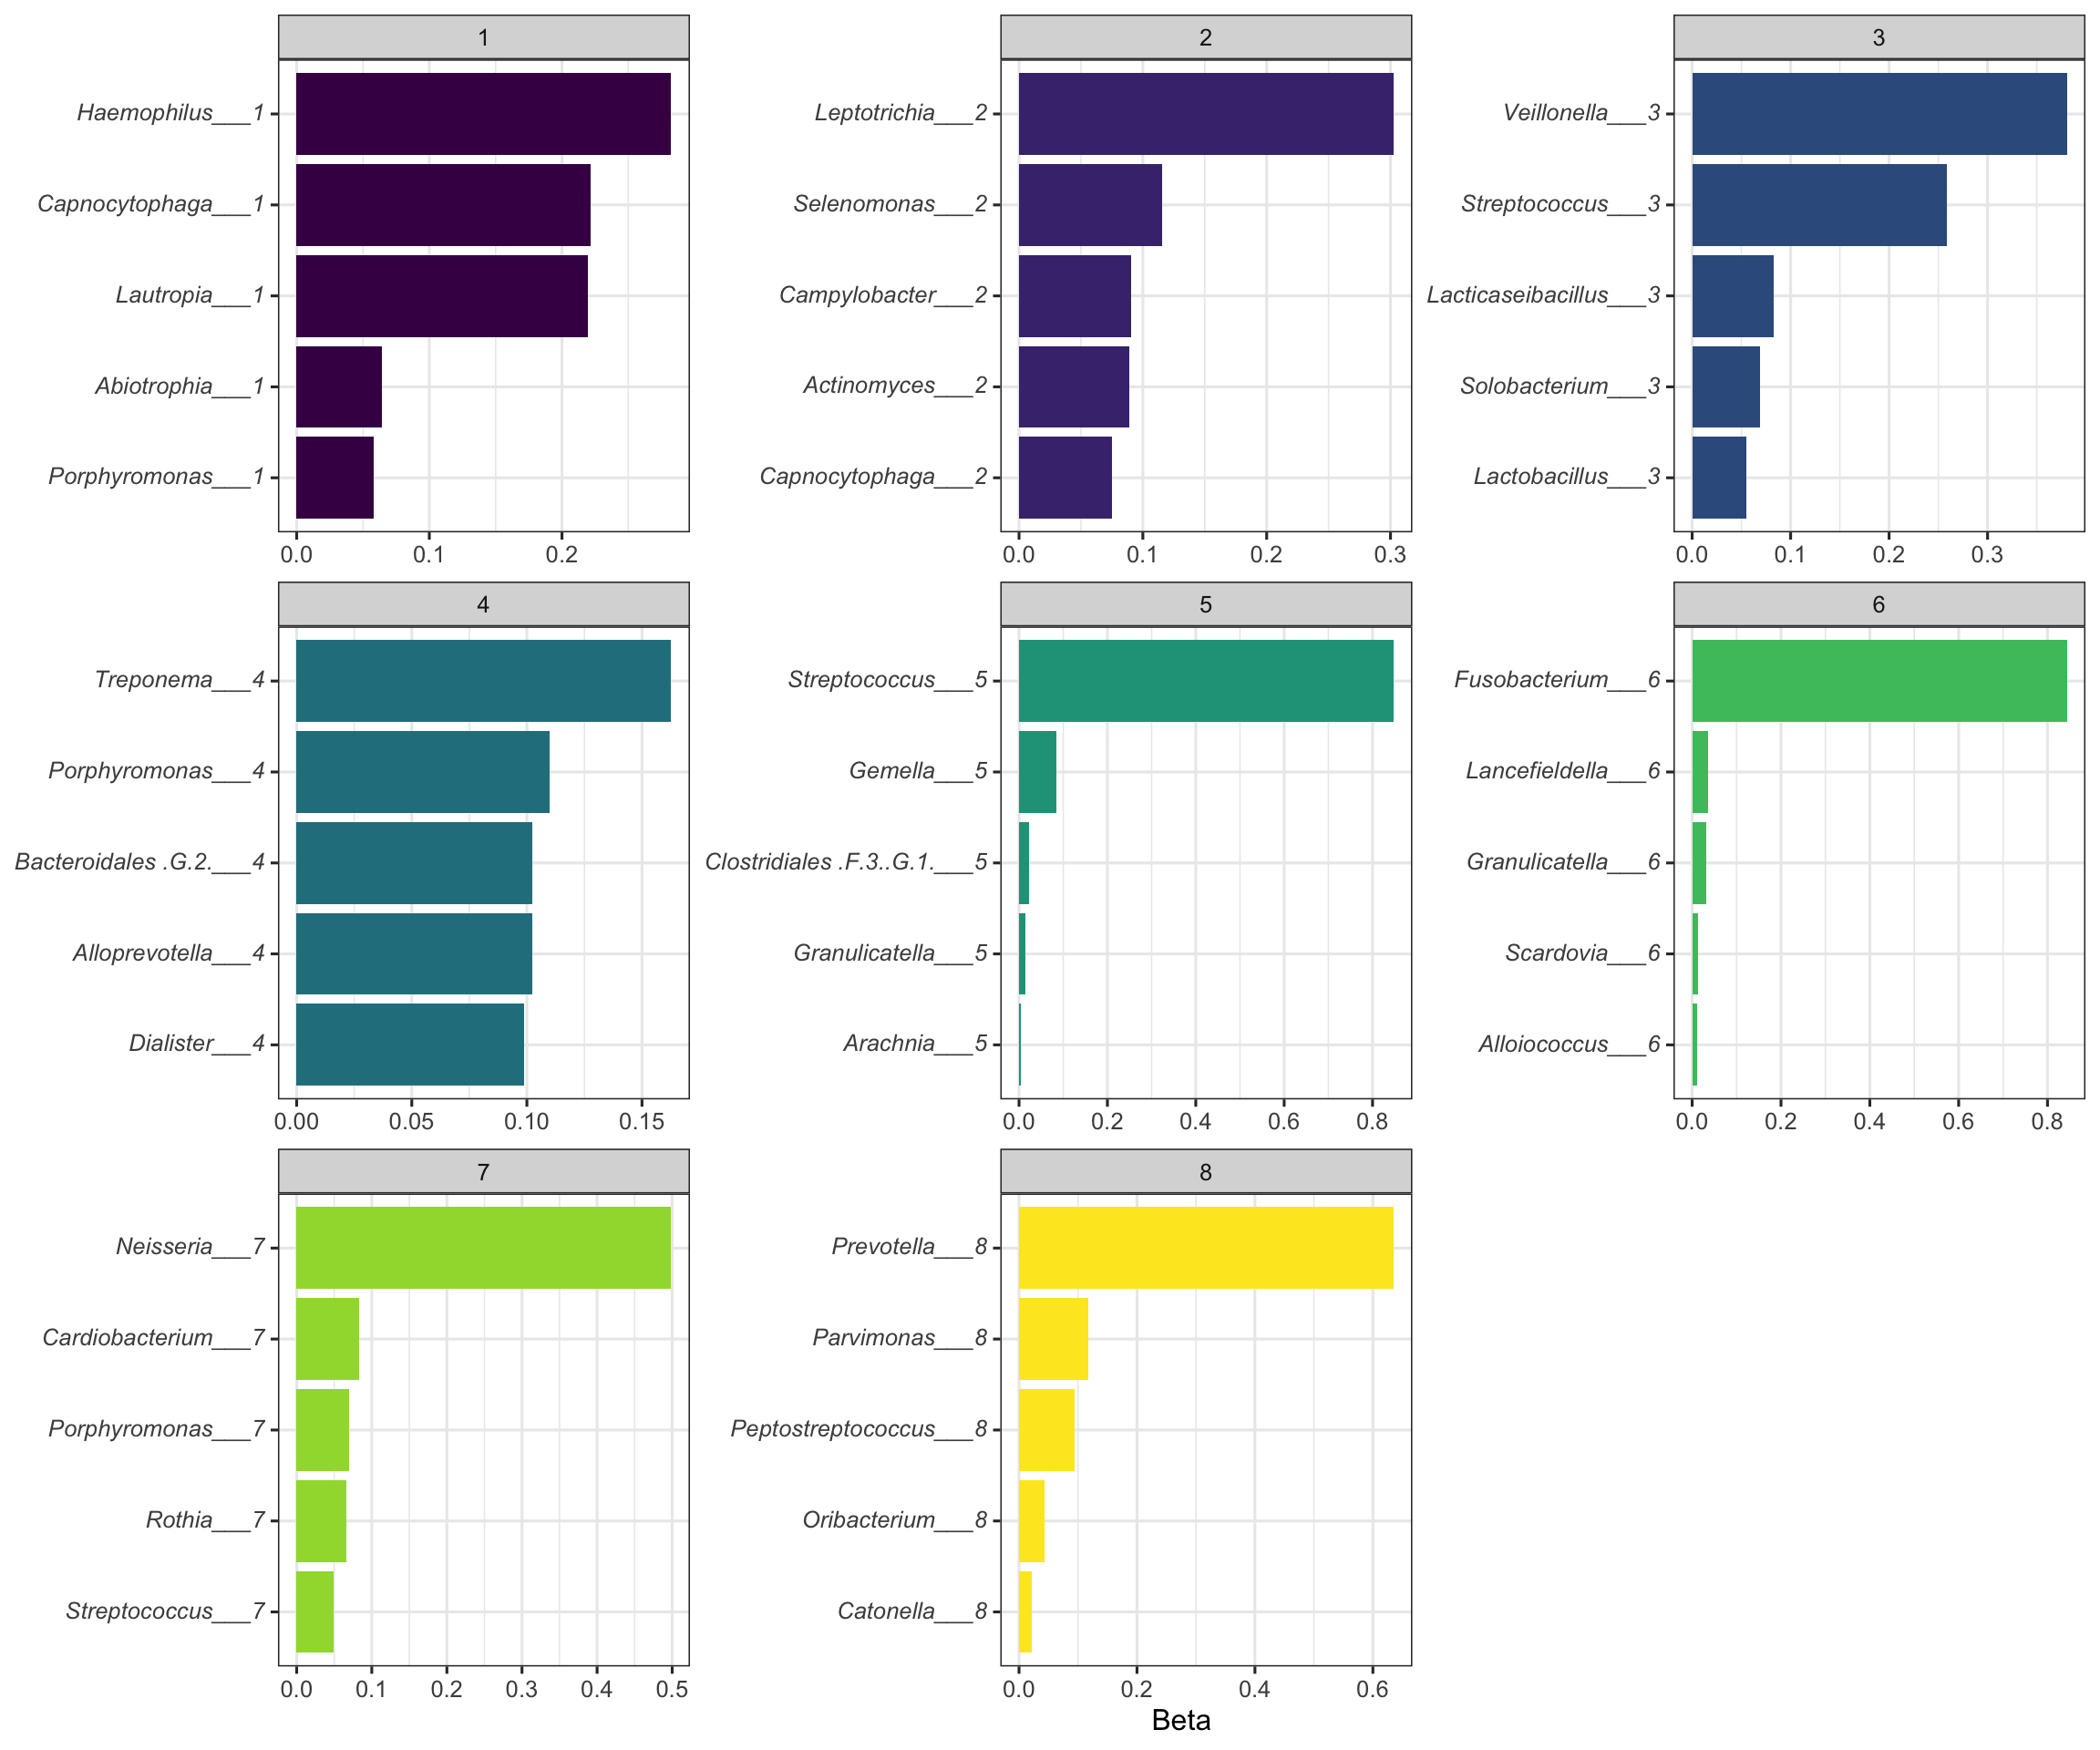 1
Haemophilus___1
Capnocytophaga___1
Lautropia___1
Abiotrophia___1
Porphyromonas___1
0.0 0.1 0.2
2
Leptotrichia___2
Selenomonas___2
Campylobacter___2
Actinomyces___2
Capnocytophaga___2
0.0 0.1 0.2 0.3
3
Veillonella___3
Streptococcus___3
Lacticaseibacillus___3
Solobacterium___3
Lactobacillus___3
0.0 0.1 0.2 0.3
4
Treponema___4
Porphyromonas___4
Bacteroidales .G.2.___4
Alloprevotella___4
Dialister___4
0.00 0.05 0.10 0.15
5
Streptococcus___5
Gemella___5
Clostridiales .F.3..G.1.___5
Granulicatella___5
Arachnia___5
0.0 0.2 0.4 0.6 0.8
6
Fusobacterium___6
Lancefieldella___6
Granulicatella___6
Scardovia___6
Alloiococcus___6
0.0 0.2 0.4 0.6 0.8
7
Neisseria___7
Cardiobacterium___7
Porphyromonas___7
Rothia___7
Streptococcus___7
0.0 0.1 0.2 0.3 0.4 0.5
8
Prevotella___8
Parvimonas___8
Peptostreptococcus___8
Oribacterium___8
Catonella___8
0.0 0.2 0.4 0.6
Beta